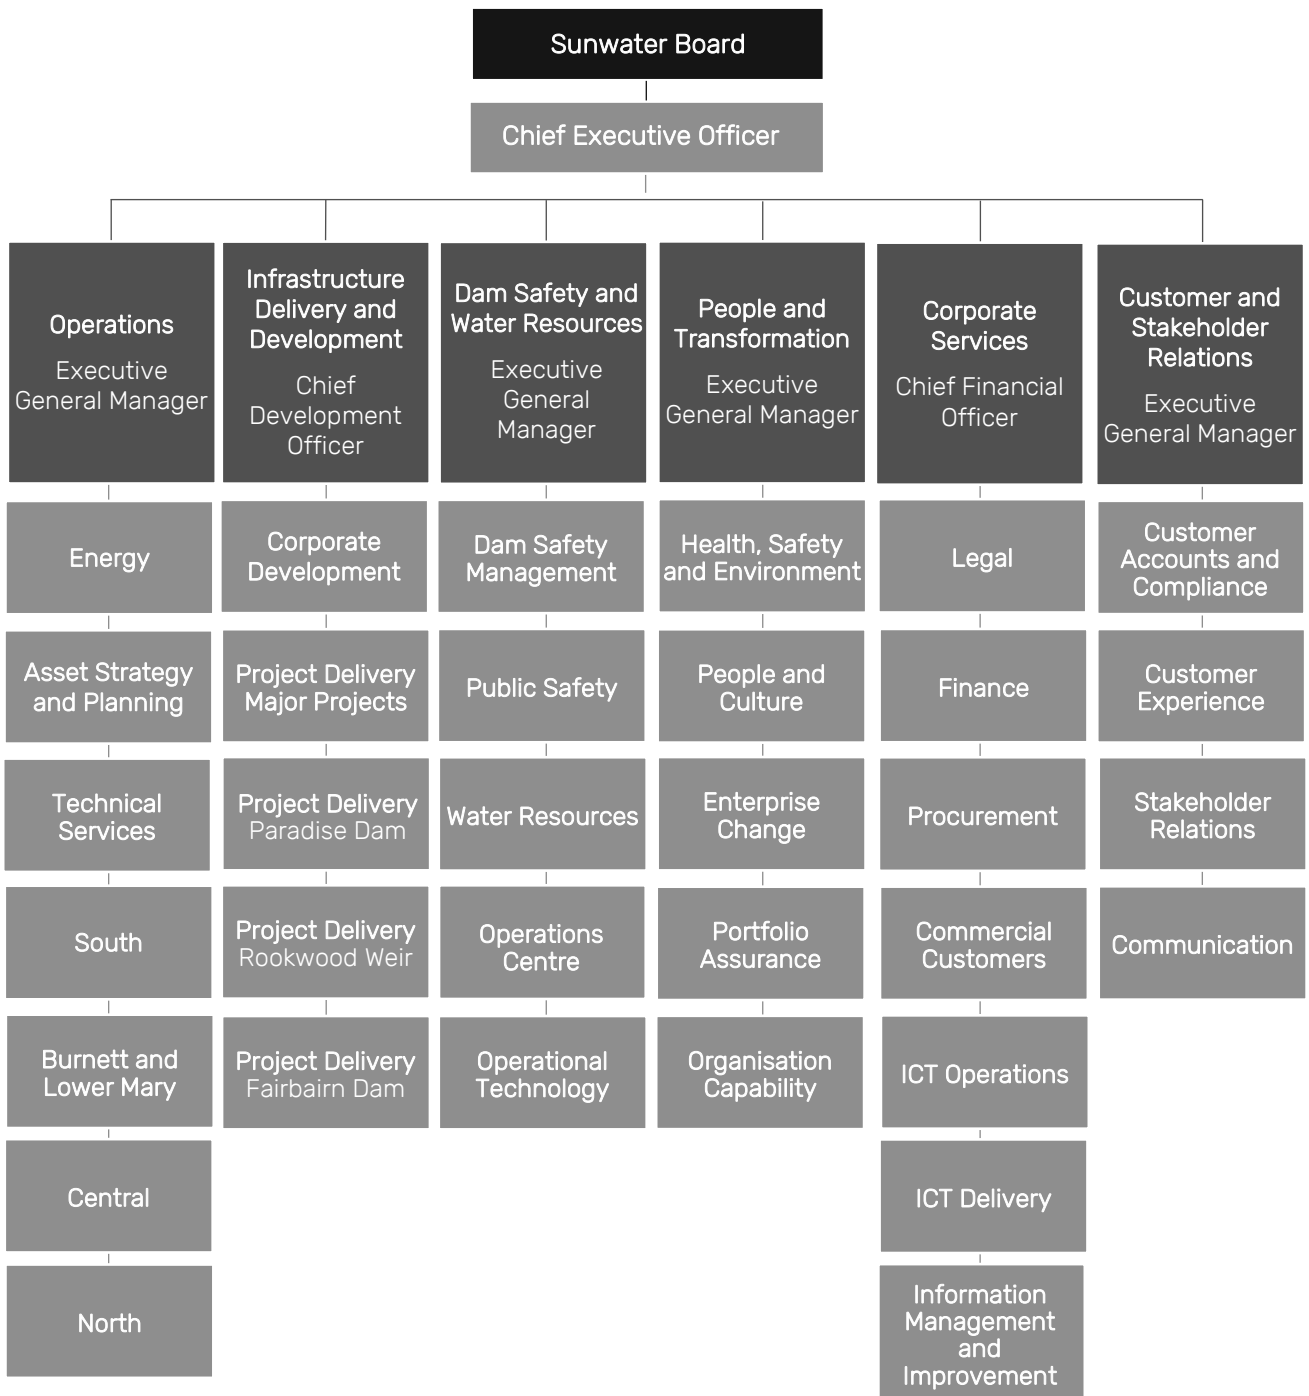 Sunwater Board
Chief Executive Officer
Operations
Executive
General Manager
Infrastructure
Delivery and
Development
Chief
Development
Officer
Dam Safety and
Water Resources
Executive
General
Manager
People and
Transformation
Executive
General Manager
Corporate
Services
Chief Financial
Officer
Customer and
Stakeholder
Relations
Executive
General Manager
Energy
Corporate
Development
Dam Safety
Management
Health, Safety
and Environment
Legal
Customer
Accounts and
Compliance
Asset Strategy
and Planning
Project Delivery
Major Projects
Public Safety
People and
Culture
Finance
Customer
Experience
Technical
Services
Project Delivery
Paradise Dam
Water Resources
Enterprise
Change
Procurement
Stakeholder
Relations
South
Project Delivery
Rookwood Weir
Operations
Centre
Portfolio
Assurance
Commercial
Customers
Communication
Burnett and
Lower Mary
Project Delivery
Fairbairn Dam
Operational
Technology
Organisation
Capability
ICT Operations
Central
ICT Delivery
North
Information
Management
and
Improvement